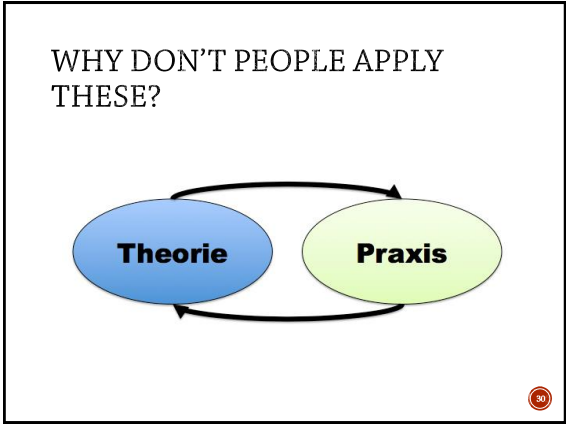 WHY DON’T PEOPLE APPLY
THESE?
Theorie
Praxis
30